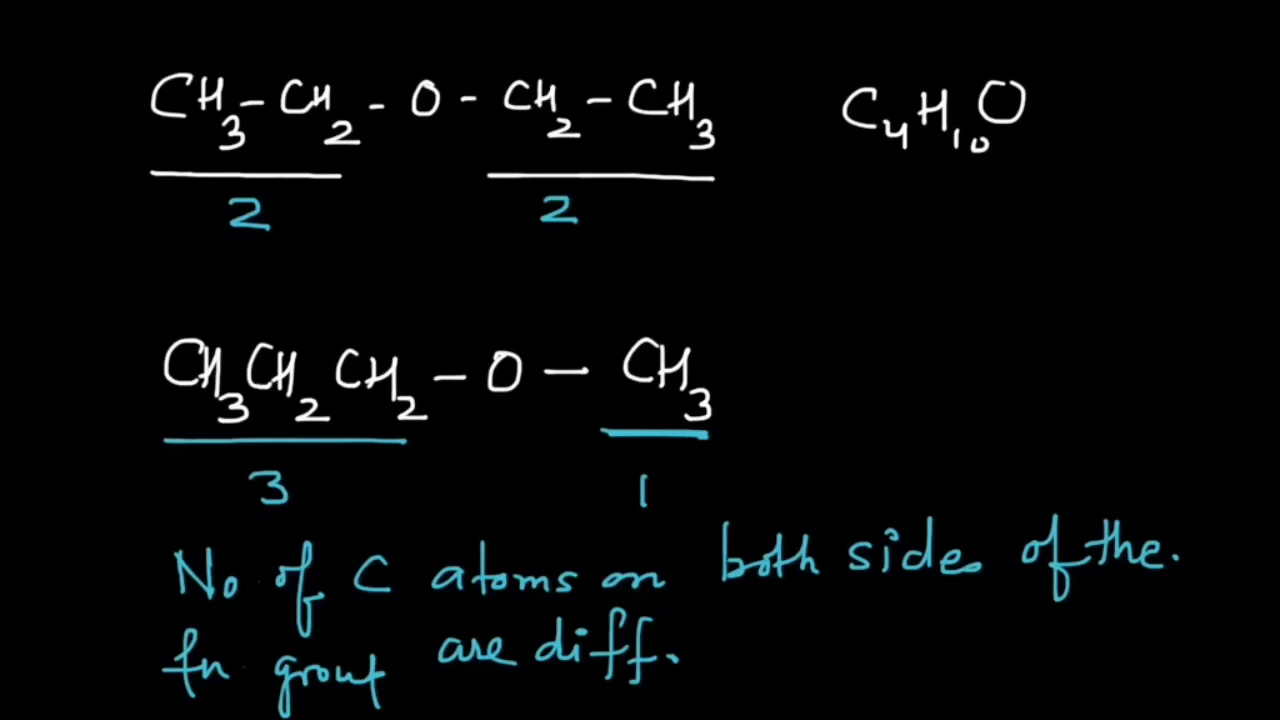 CH₃ – CH₂ - O - CH₂ – CH₃ C₄H₁₀O
2 2
CH₃CH₂CH₂ – O – CH₃
3 1
No. of C atoms on both side of the.
fn group are diff.